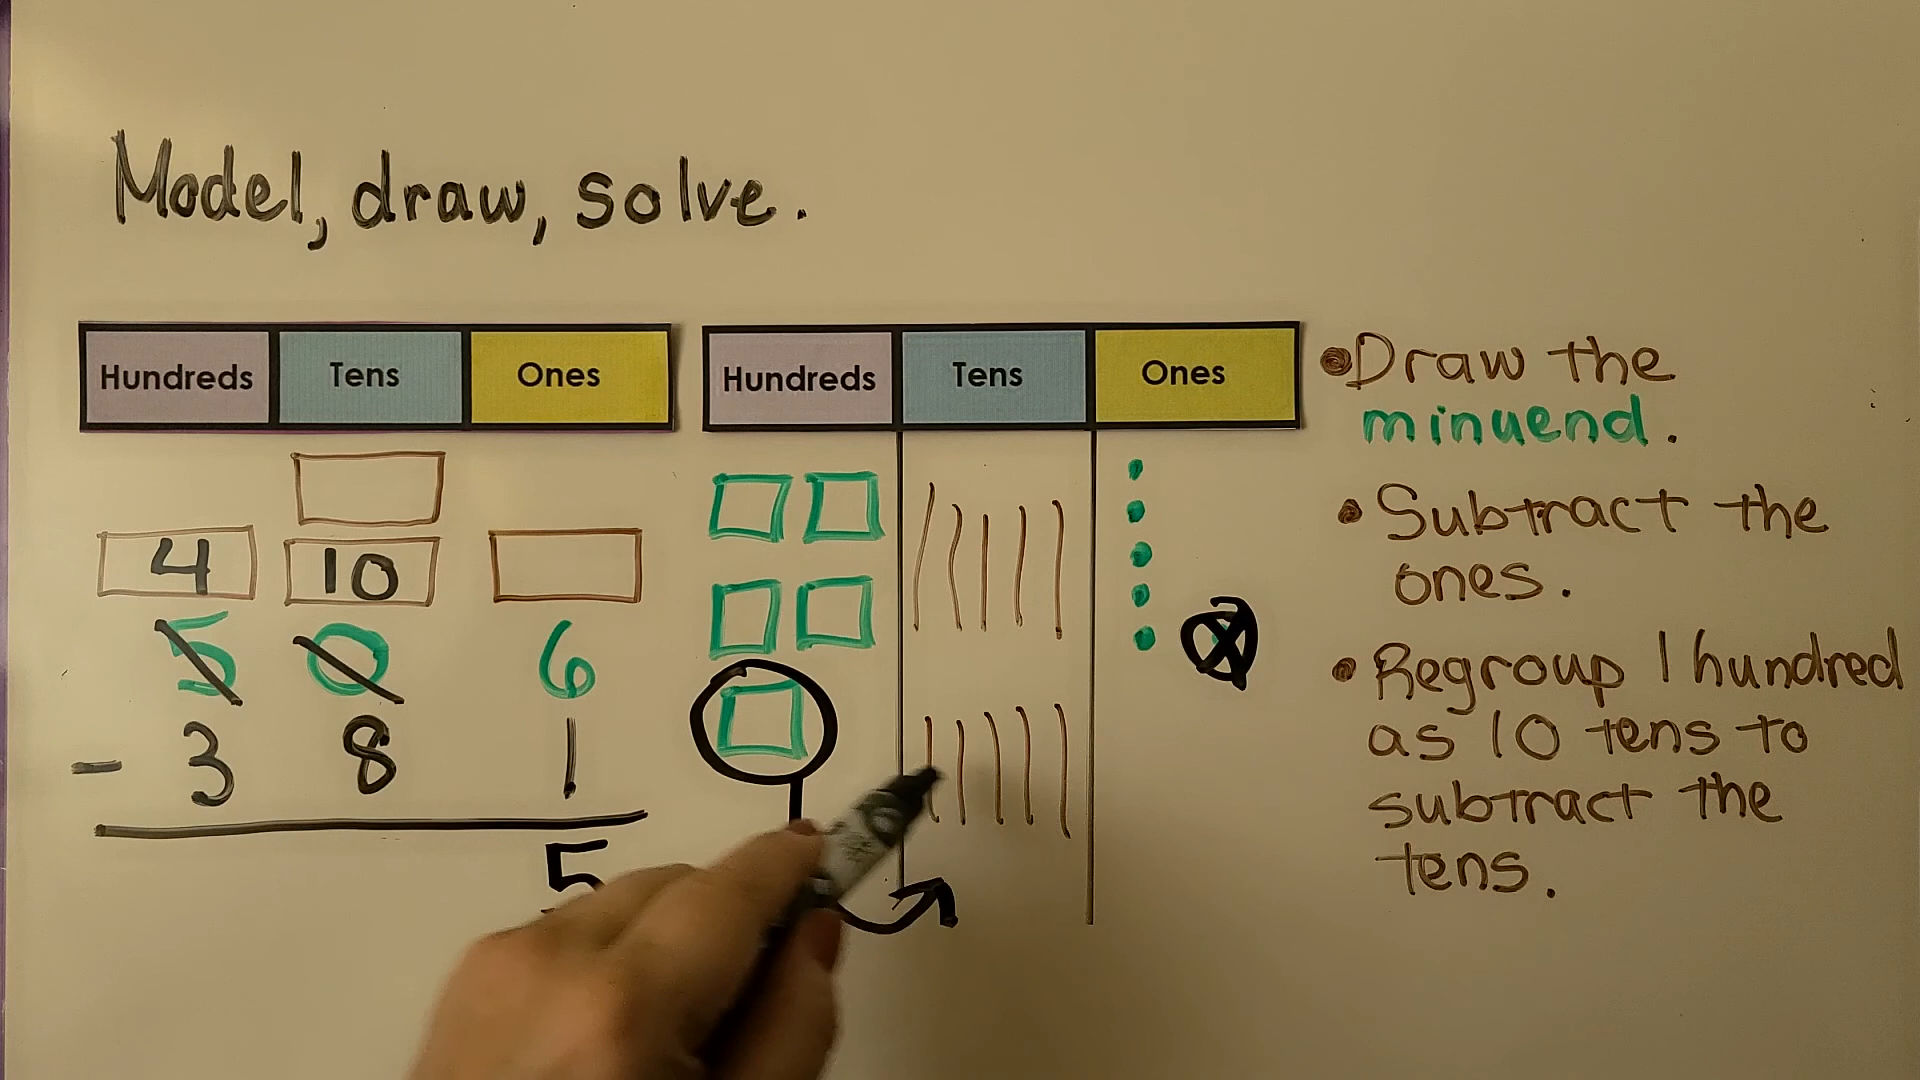 Model, draw, solve.
Hundreds Tens Ones
4 10
5 0 6
- 3 8 1
5
Hundreds Tens Ones
•Draw the
minuend.
• Subtract the
ones.
• Regroup 1 hundred
as 10 tens to
subtract the
tens.